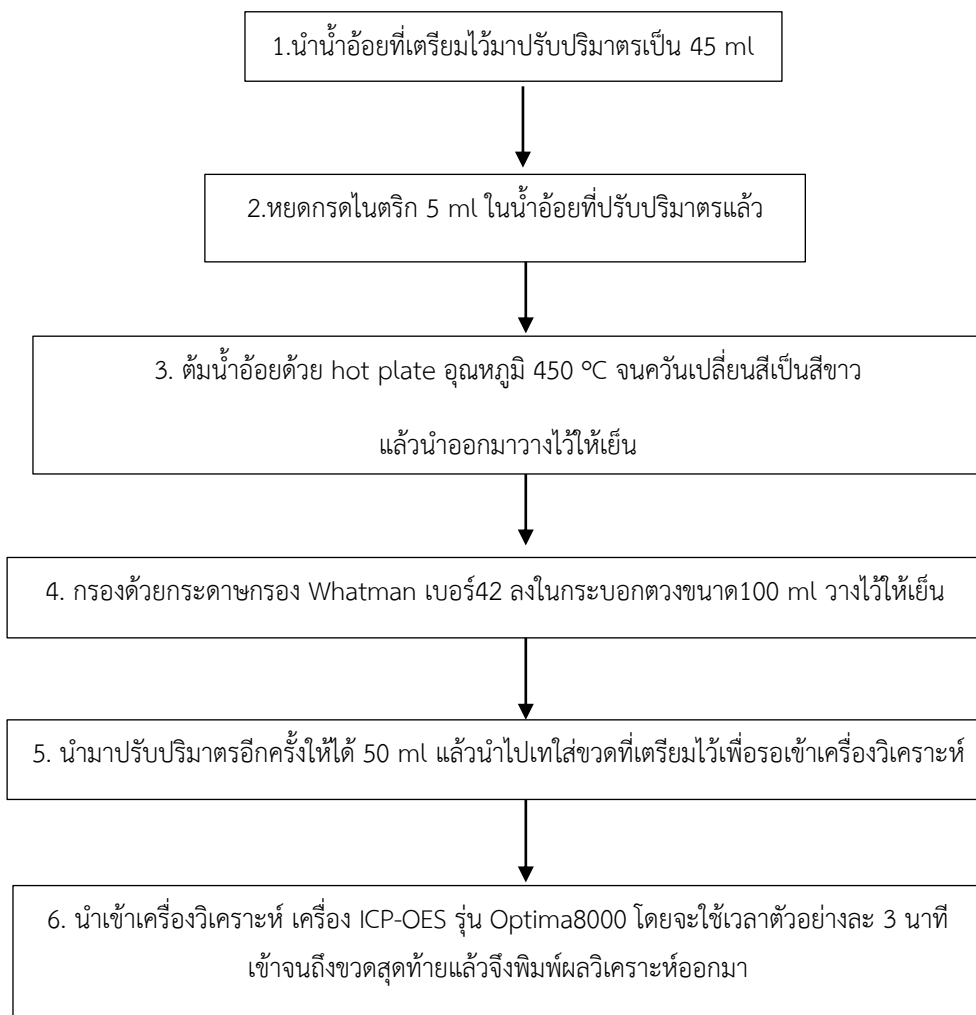 1.นำน้ำอ้อยที่เตรียมไว้มาปรับปริมาตรเป็น 45 ml
2.หยดกรดไนตริก 5 ml ในน้ำอ้อยที่ปรับปริมาตรแล้ว
3. ต้มน้ำอ้อยด้วย hot plate อุณหภูมิ 450 ºC จนควันเปลี่ยนสีเป็นสีขาว
แล้วนำออกมาวางไว้ให้เย็น
4. กรองด้วยกระดาษกรอง Whatman เบอร์42 ลงในกระบอกตวงขนาด100 ml วางไว้ให้เย็น
5. นำมาปรับปริมาตรอีกครั้งให้ได้ 50 ml แล้วนำไปเทใส่ขวดที่เตรียมไว้เพื่อรอเข้าเครื่องวิเคราะห์
6. นำเข้าเครื่องวิเคราะห์ เครื่อง ICP-OES รุ่น Optima8000 โดยจะใช้เวลาตัวอย่างละ 3 นาที
เข้าจนถึงขวดสุดท้ายแล้วจึงพิมพ์ผลวิเคราะห์ออกมา